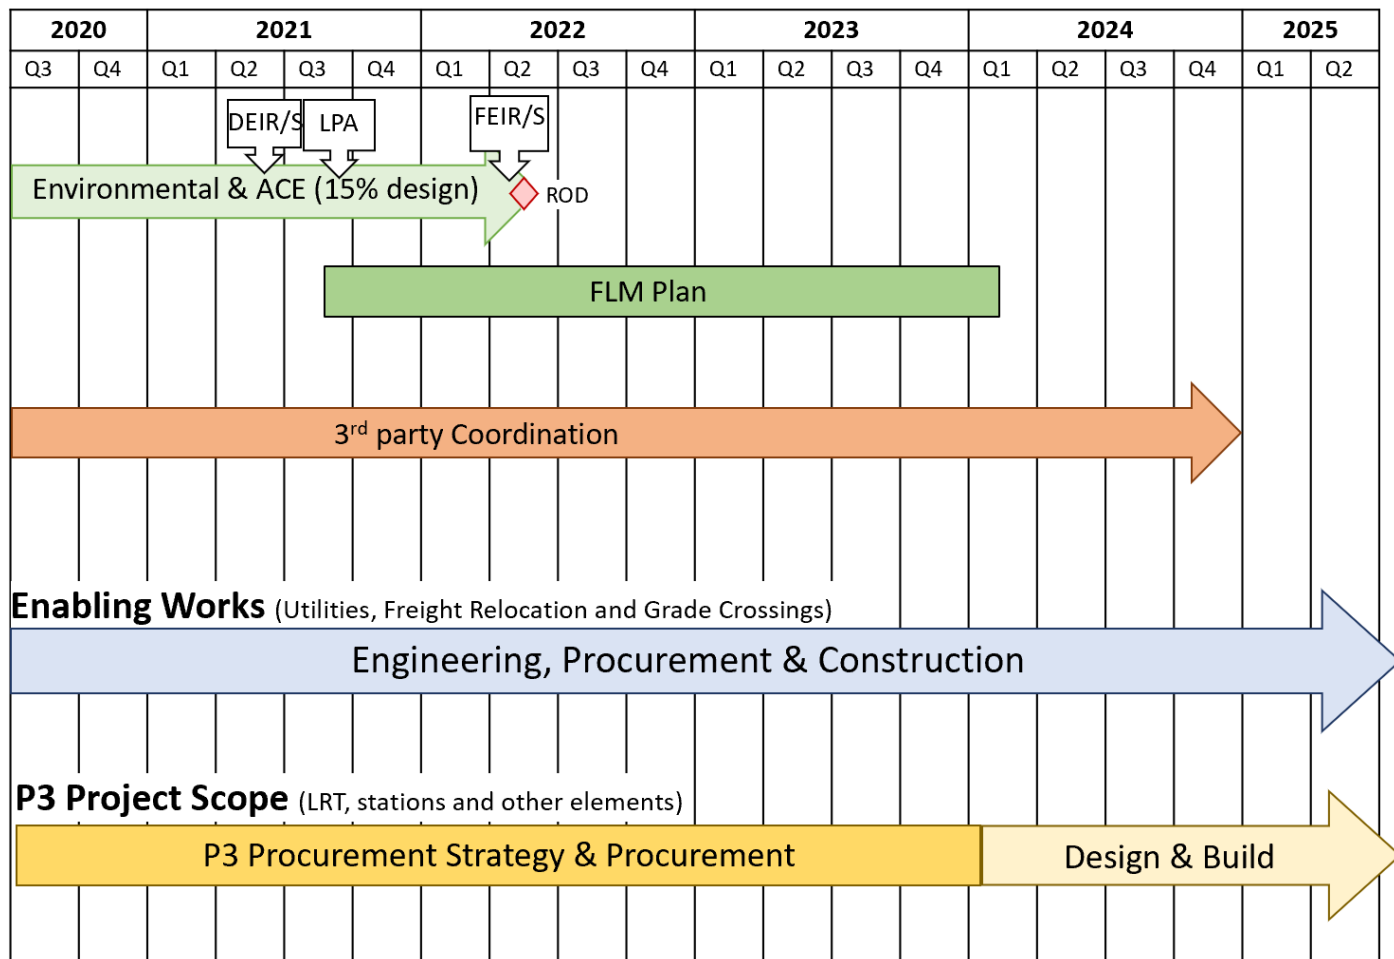 2020 2021 2022 2023 2024 2025
Q3 Q4 Q1 Q2 Q3 Q4 Q1 Q2 Q3 Q4 Q1 Q2 Q3 Q4 Q1 Q2 Q3 Q4 Q1 Q2
DEIR/S LPA FEIR/S
Environmental & ACE (15% design) ROD
FLM Plan
3rd party Coordination
Enabling Works (Utilities, Freight Relocation and Grade Crossings)
Engineering, Procurement & Construction
P3 Project Scope (LRT, stations and other elements)
P3 Procurement Strategy & Procurement Design & Build